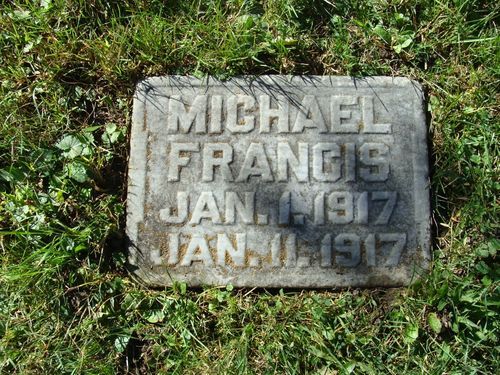 MICHAEL
FRANCIS
JAN. 1. 1917
JAN. 11. 1917